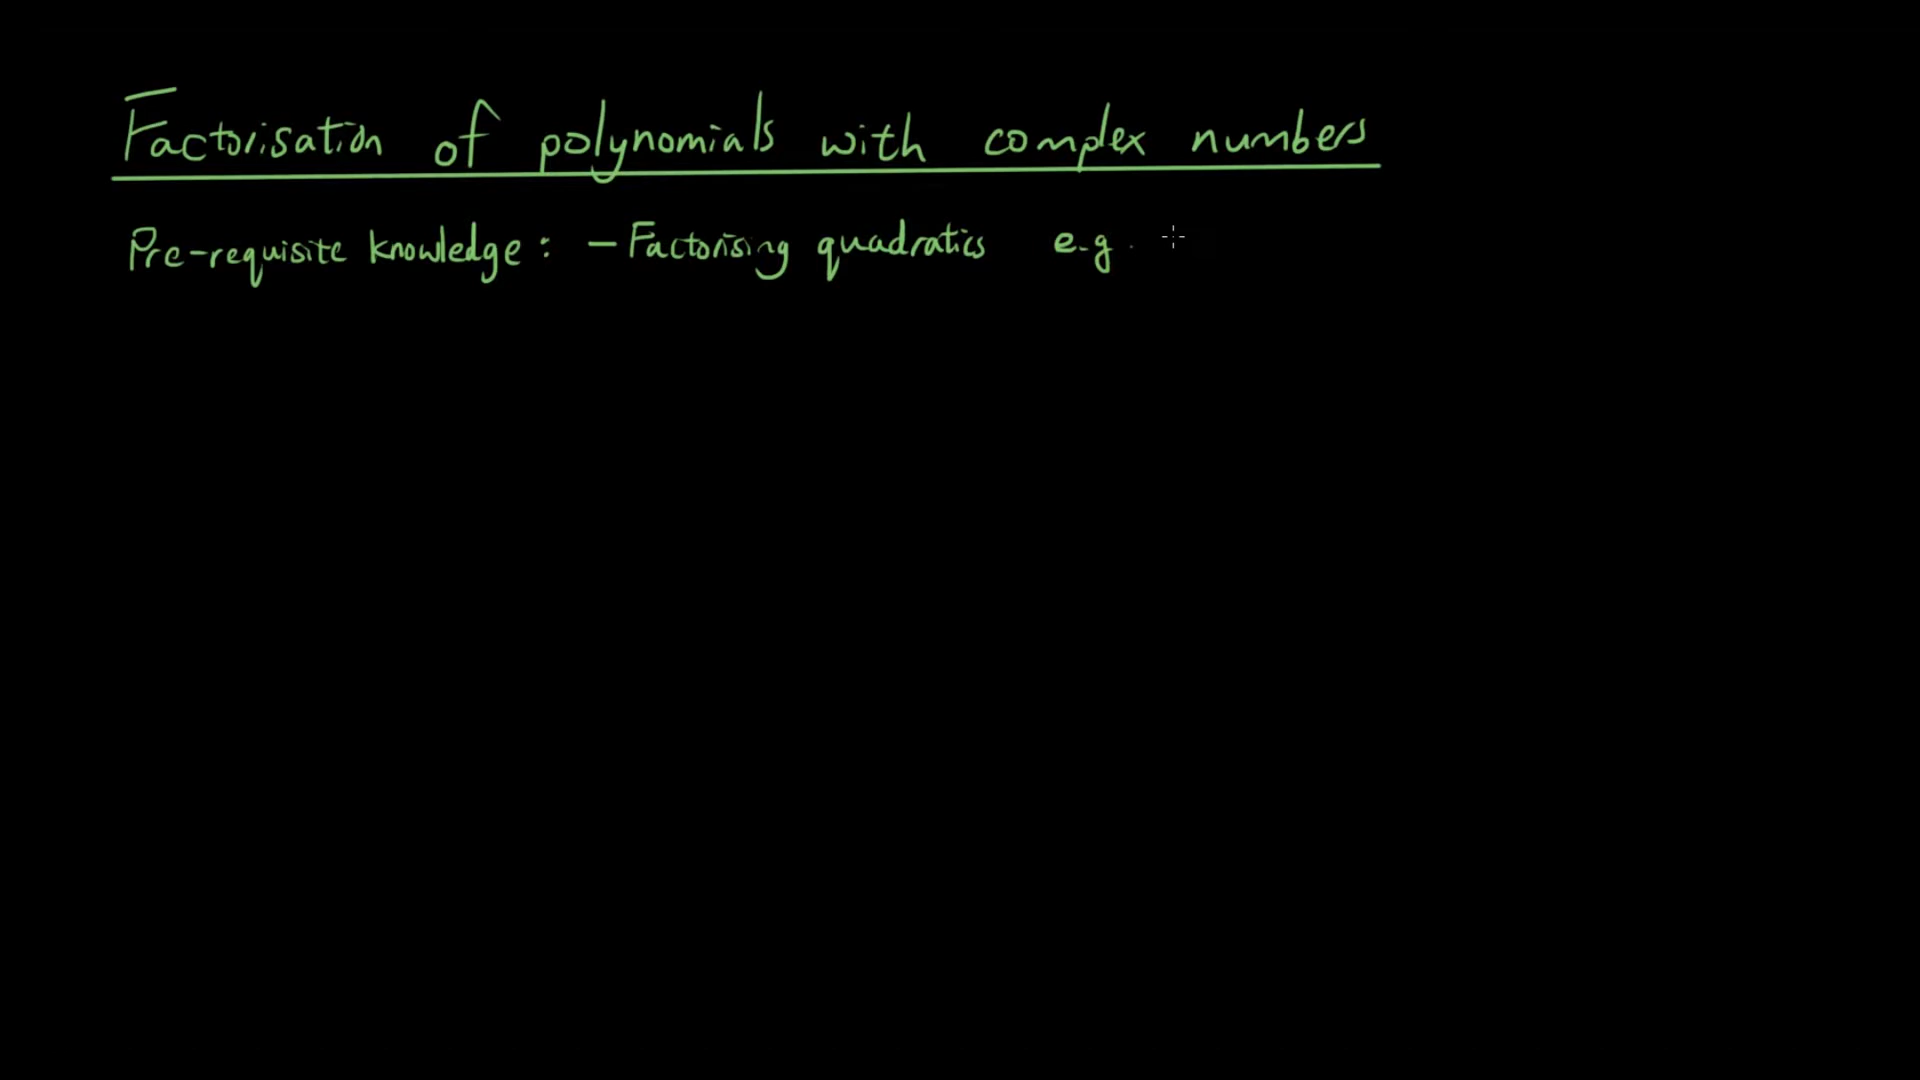 Factorisation of polynomials with complex numbers
Pre-requisite knowledge: - Factorising quadratics e.g.